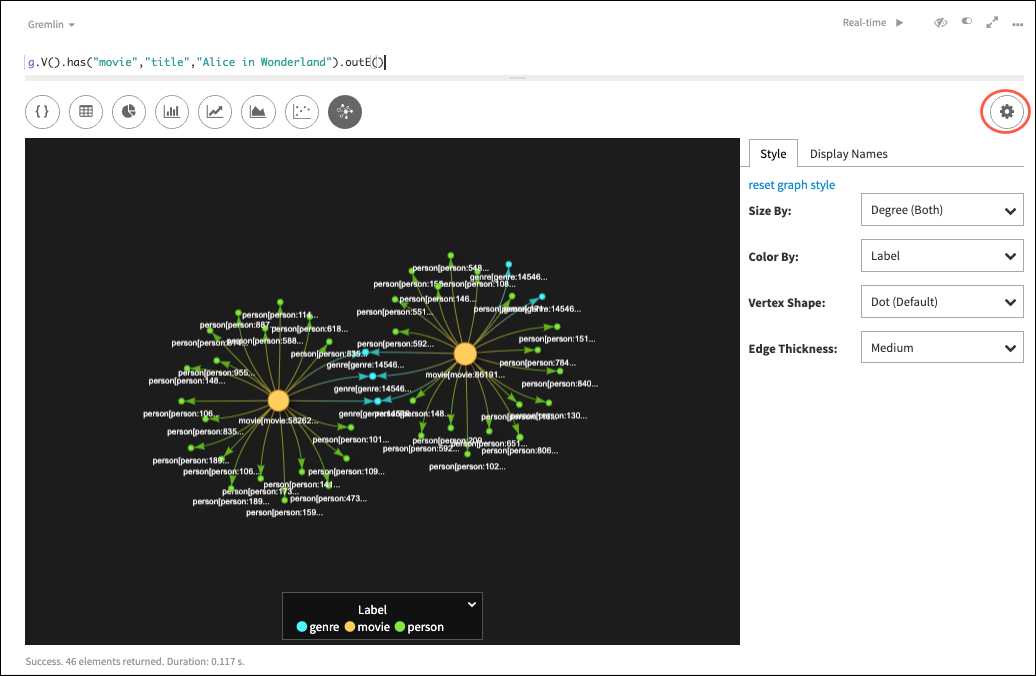 Gremlin
Real-time
g.V().has("movie","title","Alice in Wonderland").outE()
{ }
Style
Display Names
reset graph style
Size By:
Degree (Both)
Color By:
Label
Vertex Shape:
Dot (Default)
Edge Thickness:
Medium
person[person:548...
genre[genre:14546...
person[person:108...
person[person:146...
person[person:551...
genre[genre:14546...
person[person:114...
person[person:887
person[person:618...
person[person:592...
person[person:151...
person[person:588...
person[person:835...
genre[genre:14546...
person[person:784...
person[person:955...
person[person:148...
movie[movie:86191...
person[person:840...
genre[genre:14546...
person[person:106...
person[person:148...
person[person:130...
movie[movie:58262...
person[person:835...
person[person:101...
person[person:209
person[person:651...
person[person:592...
person[person:806...
person[person:189...
person[person:102...
person[person:106...
person[person:109...
person[person:141...
person[person:173...
person[person:189...
person[person:473...
person[person:159...
Label
genre movie person
Success. 46 elements returned. Duration: 0.117 s.